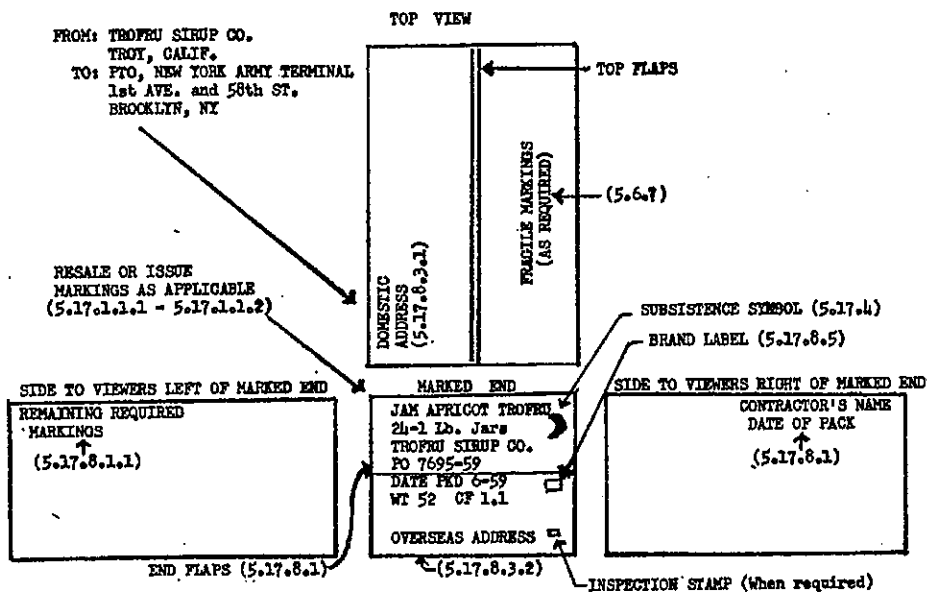 TOP VIEW
FROM: TROFRU SIRUP CO.
TROY, CALIF.
TO: PTO, NEW YORK ARMY TERMINAL
1st AVE. and 58th ST.
BROOKLYN, NY
TOP FLAPS
FRAGILE MARKINGS
(AS REQUIRED)
(5.6.7)
DOMESTIC
ADDRESS
(5.17.8.3.1)
RESALE OR ISSUE
MARKINGS AS APPLICABLE
(5.17.1.1.1 - 5.17.1.1.2)
SUBSISTENCE SYMBOL (5.17.4)
BRAND LABEL (5.17.8.5)
SIDE TO VIEWERS LEFT OF MARKED END
REMAINING REQUIRED
MARKINGS
(5.17.8.1.1)
MARKED END
JAM APRICOT TROFRU
24-1 Lb. Jars
TROFRU SIRUP CO.
PO 7695-59
DATE PKD 6-59
WT 52 CF 1.1
OVERSEAS ADDRESS
SIDE TO VIEWERS RIGHT OF MARKED END
CONTRACTOR'S NAME
DATE OF PACK
(5.17.8.1)
END FLAPS (5.17.8.1)
(5.17.8.3.2)
INSPECTION STAMP (When required)